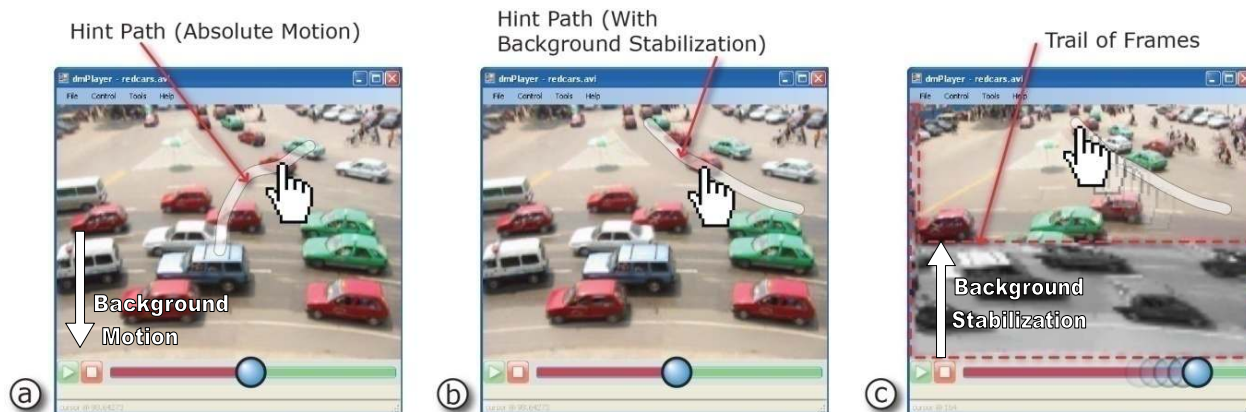 Hint Path (Absolute Motion)
dmPlayer - redcars.avi
File Control Tools Help
Background
Motion
a
Hint Path (With
Background Stabilization)
dmPlayer - redcars.avi
File Control Tools Help
b
Trail of Frames
dmPlayer - redcars.avi
File Control Tools Help
Background
Stabilization
c